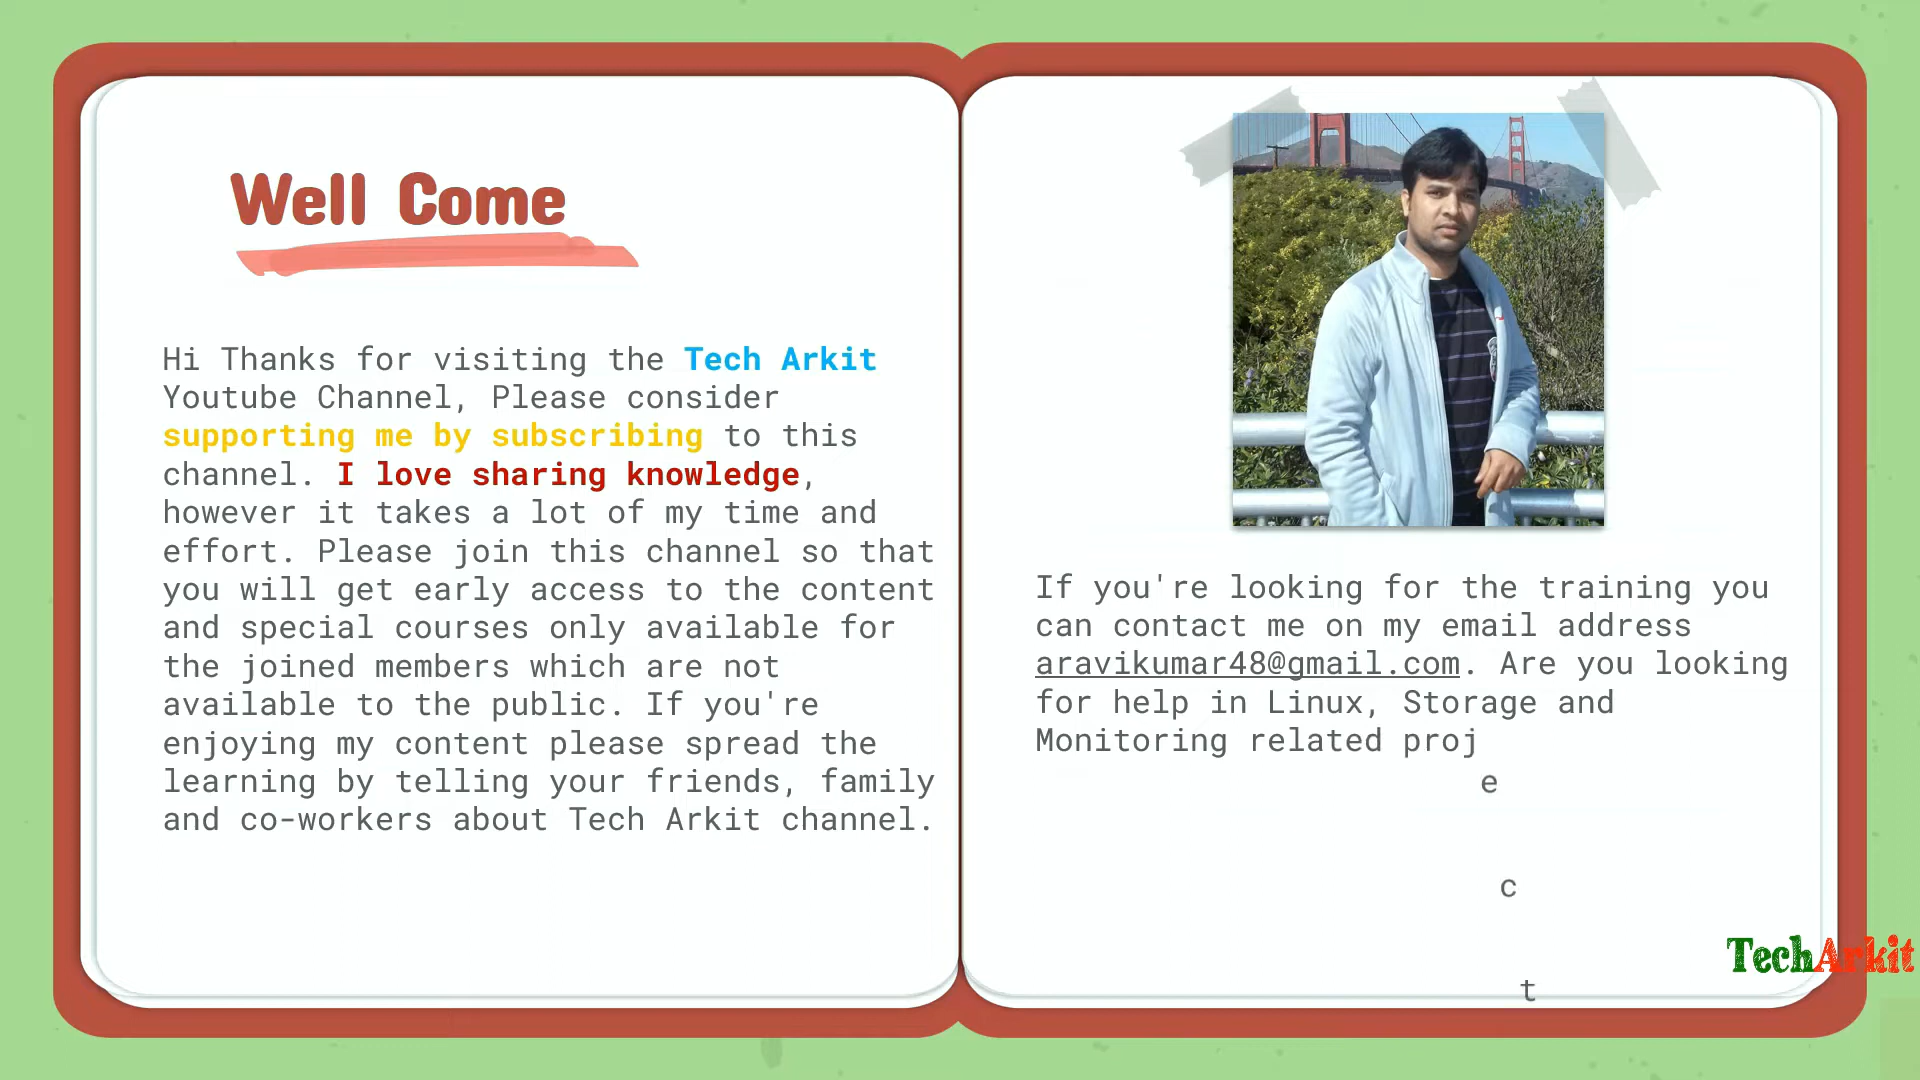 Well Come
Hi Thanks for visiting the Tech Arkit
Youtube Channel, Please consider
supporting me by subscribing to this
channel. I love sharing knowledge,
however it takes a lot of my time and
effort. Please join this channel so that
you will get early access to the content
and special courses only available for
the joined members which are not
available to the public. If you're
enjoying my content please spread the
learning by telling your friends, family
and co-workers about Tech Arkit channel.
If you're looking for the training you
can contact me on my email address
aravikumar48@gmail.com. Are you looking
for help in Linux, Storage and
Monitoring related proj
e
c
t
TechArkit